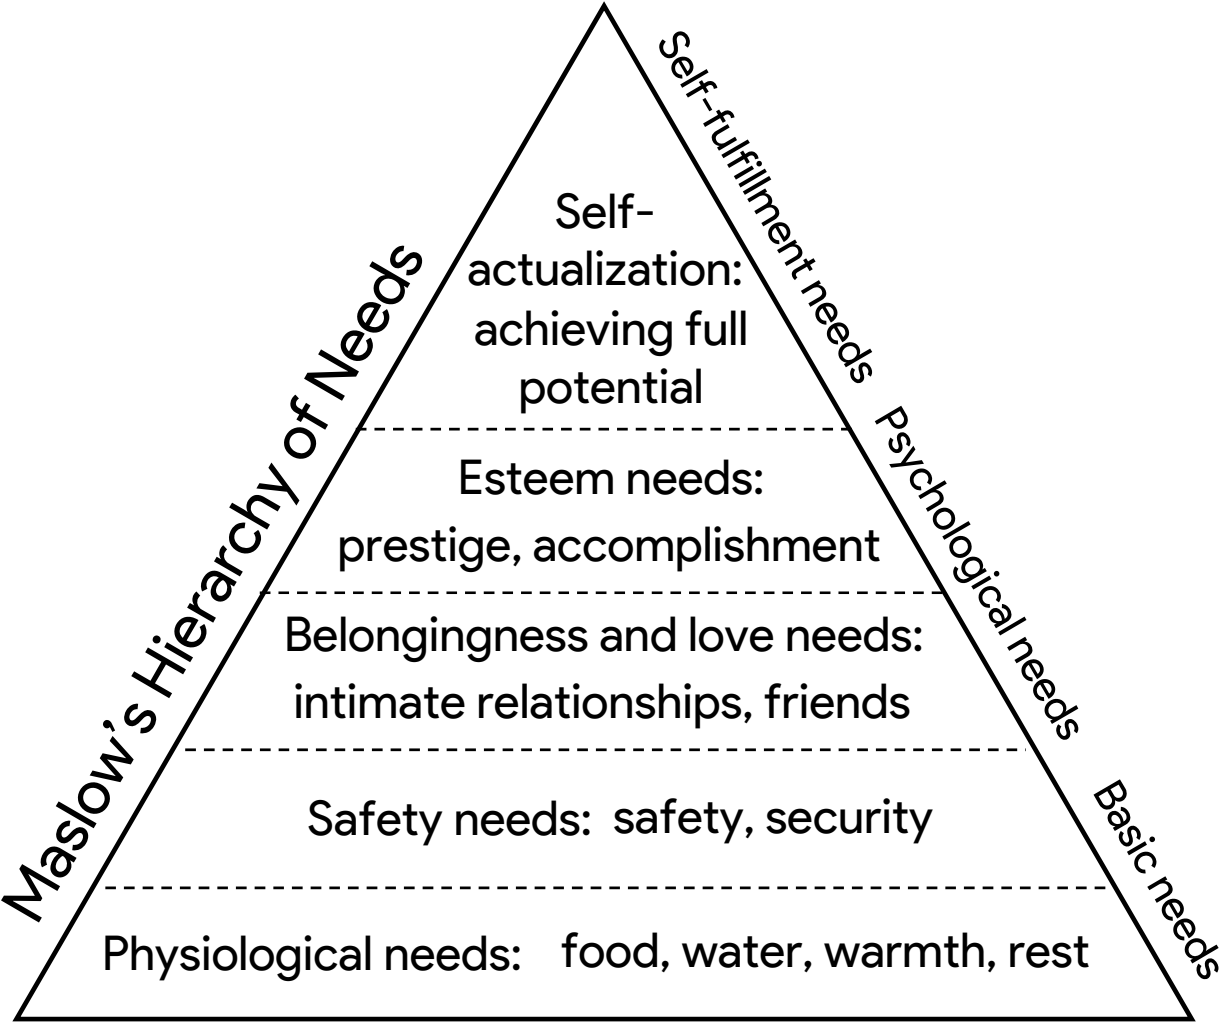 Maslow's Hierarchy of Needs
Self-
actualization:
achieving full
potential
Esteem needs:
prestige, accomplishment
Belongingness and love needs:
intimate relationships, friends
Safety needs: safety, security
Physiological needs: food, water, warmth, rest
Self-fulfillment needs
Psychological needs
Basic needs